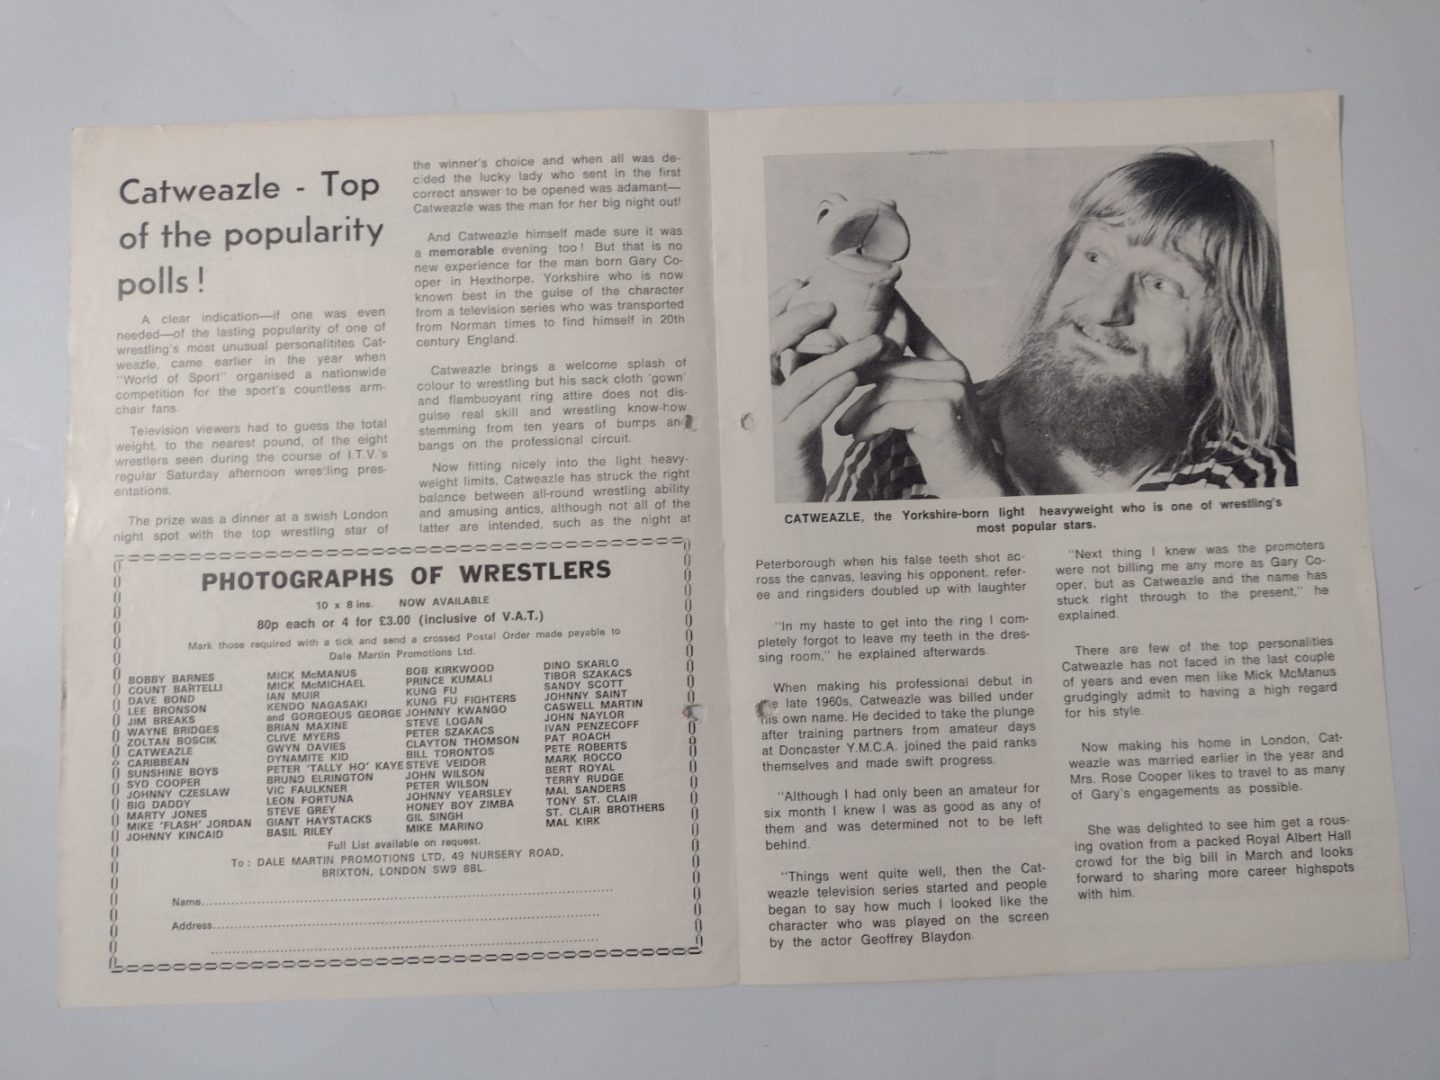 Catweazle - Top
of the popularity
polls !
A clear indication—if one was even
needed—of the lasting popularity of one of
wrestling's most unusual personalitites Cat-
weazle, came earlier in the year when
"World of Sport" organised a nationwide
competition for the sport's countless arm-
chair fans.
Television viewers had to guess the total
weight, to the nearest pound, of the eight
wrestlers seen during the course of I.T.V.'s
regular Saturday afternoon wrestling pres-
entations.
The prize was a dinner at a swish London
night spot with the top wrestling star of
the winner's choice and when all was de-
cided the lucky lady who sent in the first
correct answer to be opened was adamant—
Catweazle was the man for her big night out!
And Catweazle himself made sure it was
a memorable evening too ! But that is no
new experience for the man born Gary Co-
oper in Hexthorpe, Yorkshire who is now
known best in the guise of the character
from a television series who was transported
from Norman times to find himself in 20th
century England.
Catweazle brings a welcome splash of
colour to wrestling but his sack cloth 'gown'
and flambuoyant ring attire does not dis-
guise real skill and wrestling know-how
stemming from ten years of bumps and
bangs on the professional circuit.
Now fitting nicely into the light heavy-
weight limits, Catweazle has struck the right
balance between all-round wrestling ability
and amusing antics, although not all of the
latter are intended, such as the night at
PHOTOGRAPHS OF WRESTLERS
10 x 8 ins. NOW AVAILABLE
80p each or 4 for £3.00 (inclusive of V.A.T.)
Mark those required with a tick and send a crossed Postal Order made payable to
Dale Martin Promotions Ltd.
BOBBY BARNES
COUNT BARTELLI
DAVE BOND
LEE BRONSON
JIM BREAKS
WAYNE BRIDGES
ZOLTAN BOSCIK
CATWEAZLE
CARIBBEAN
SUNSHINE BOYS
SYD COOPER
JOHNNY CZESLAW
BIG DADDY
MARTY JONES
MIKE 'FLASH' JORDAN
JOHNNY KINCAID
MICK McMANUS
MICK McMICHAEL
IAN MUIR
KENDO NAGASAKI
and GORGEOUS GEORGE
BRIAN MAXINE
CLIVE MYERS
GWYN DAVIES
DYNAMITE KID
PETER 'TALLY HO' KAYE
BRUNO ELRINGTON
VIC FAULKNER
LEON FORTUNA
STEVE GREY
GIANT HAYSTACKS
BASIL RILEY
BOB KIRKWOOD
PRINCE KUMALI
KUNG FU
KUNG FU FIGHTERS
JOHNNY KWANGO
STEVE LOGAN
PETER SZAKACS
CLAYTON THOMSON
BILL TORONTOS
STEVE VEIDOR
JOHN WILSON
PETER WILSON
JOHNNY YEARSLEY
HONEY BOY ZIMBA
GIL SINGH
MIKE MARINO
DINO SKARLO
TIBOR SZAKACS
SANDY SCOTT
JOHNNY SAINT
CASWELL MARTIN
JOHN NAYLOR
IVAN PENZECOFF
PAT ROACH
PETE ROBERTS
MARK ROCCO
BERT ROYAL
TERRY RUDGE
MAL SANDERS
TONY ST. CLAIR
ST. CLAIR BROTHERS
MAL KIRK
Full List available on request.
To : DALE MARTIN PROMOTIONS LTD, 49 NURSERY ROAD,
BRIXTON, LONDON SW9 8BL.
Name
Address
CATWEAZLE, the Yorkshire-born light heavyweight who is one of wrestling's
most popular stars.
Peterborough when his false teeth shot ac-
ross the canvas, leaving his opponent, refer-
ee and ringsiders doubled up with laughter
"In my haste to get into the ring I com-
pletely forgot to leave my teeth in the dres-
sing room," he explained afterwards.
When making his professional debut in
late 1960s, Catweazle was billed under
his own name. He decided to take the plunge
after training partners from amateur days
at Doncaster Y.M.C.A. joined the paid ranks
themselves and made swift progress.
"Although I had only been an amateur for
six month I knew I was as good as any of
them and was determined not to be left
behind.
"Things went quite well, then the Cat-
weazle television series started and people
began to say how much I looked like the
character who was played on the screen
by the actor Geoffrey Blaydon.
"Next thing I knew was the promoters
were not billing me any more as Gary Co-
oper, but as Catweazle and the name has
stuck right through to the present," he
explained.
There are few of the top personalities
Catweazle has not faced in the last couple
of years and even men like Mick McManus
grudgingly admit to having a high regard
for his style.
Now making his home in London, Cat-
weazle was married earlier in the year and
Mrs. Rose Cooper likes to travel to as many
of Gary's engagements as possible.
She was delighted to see him get a rous-
ing ovation from a packed Royal Albert Hall
crowd for the big bill in March and looks
forward to sharing more career highspots
with him.